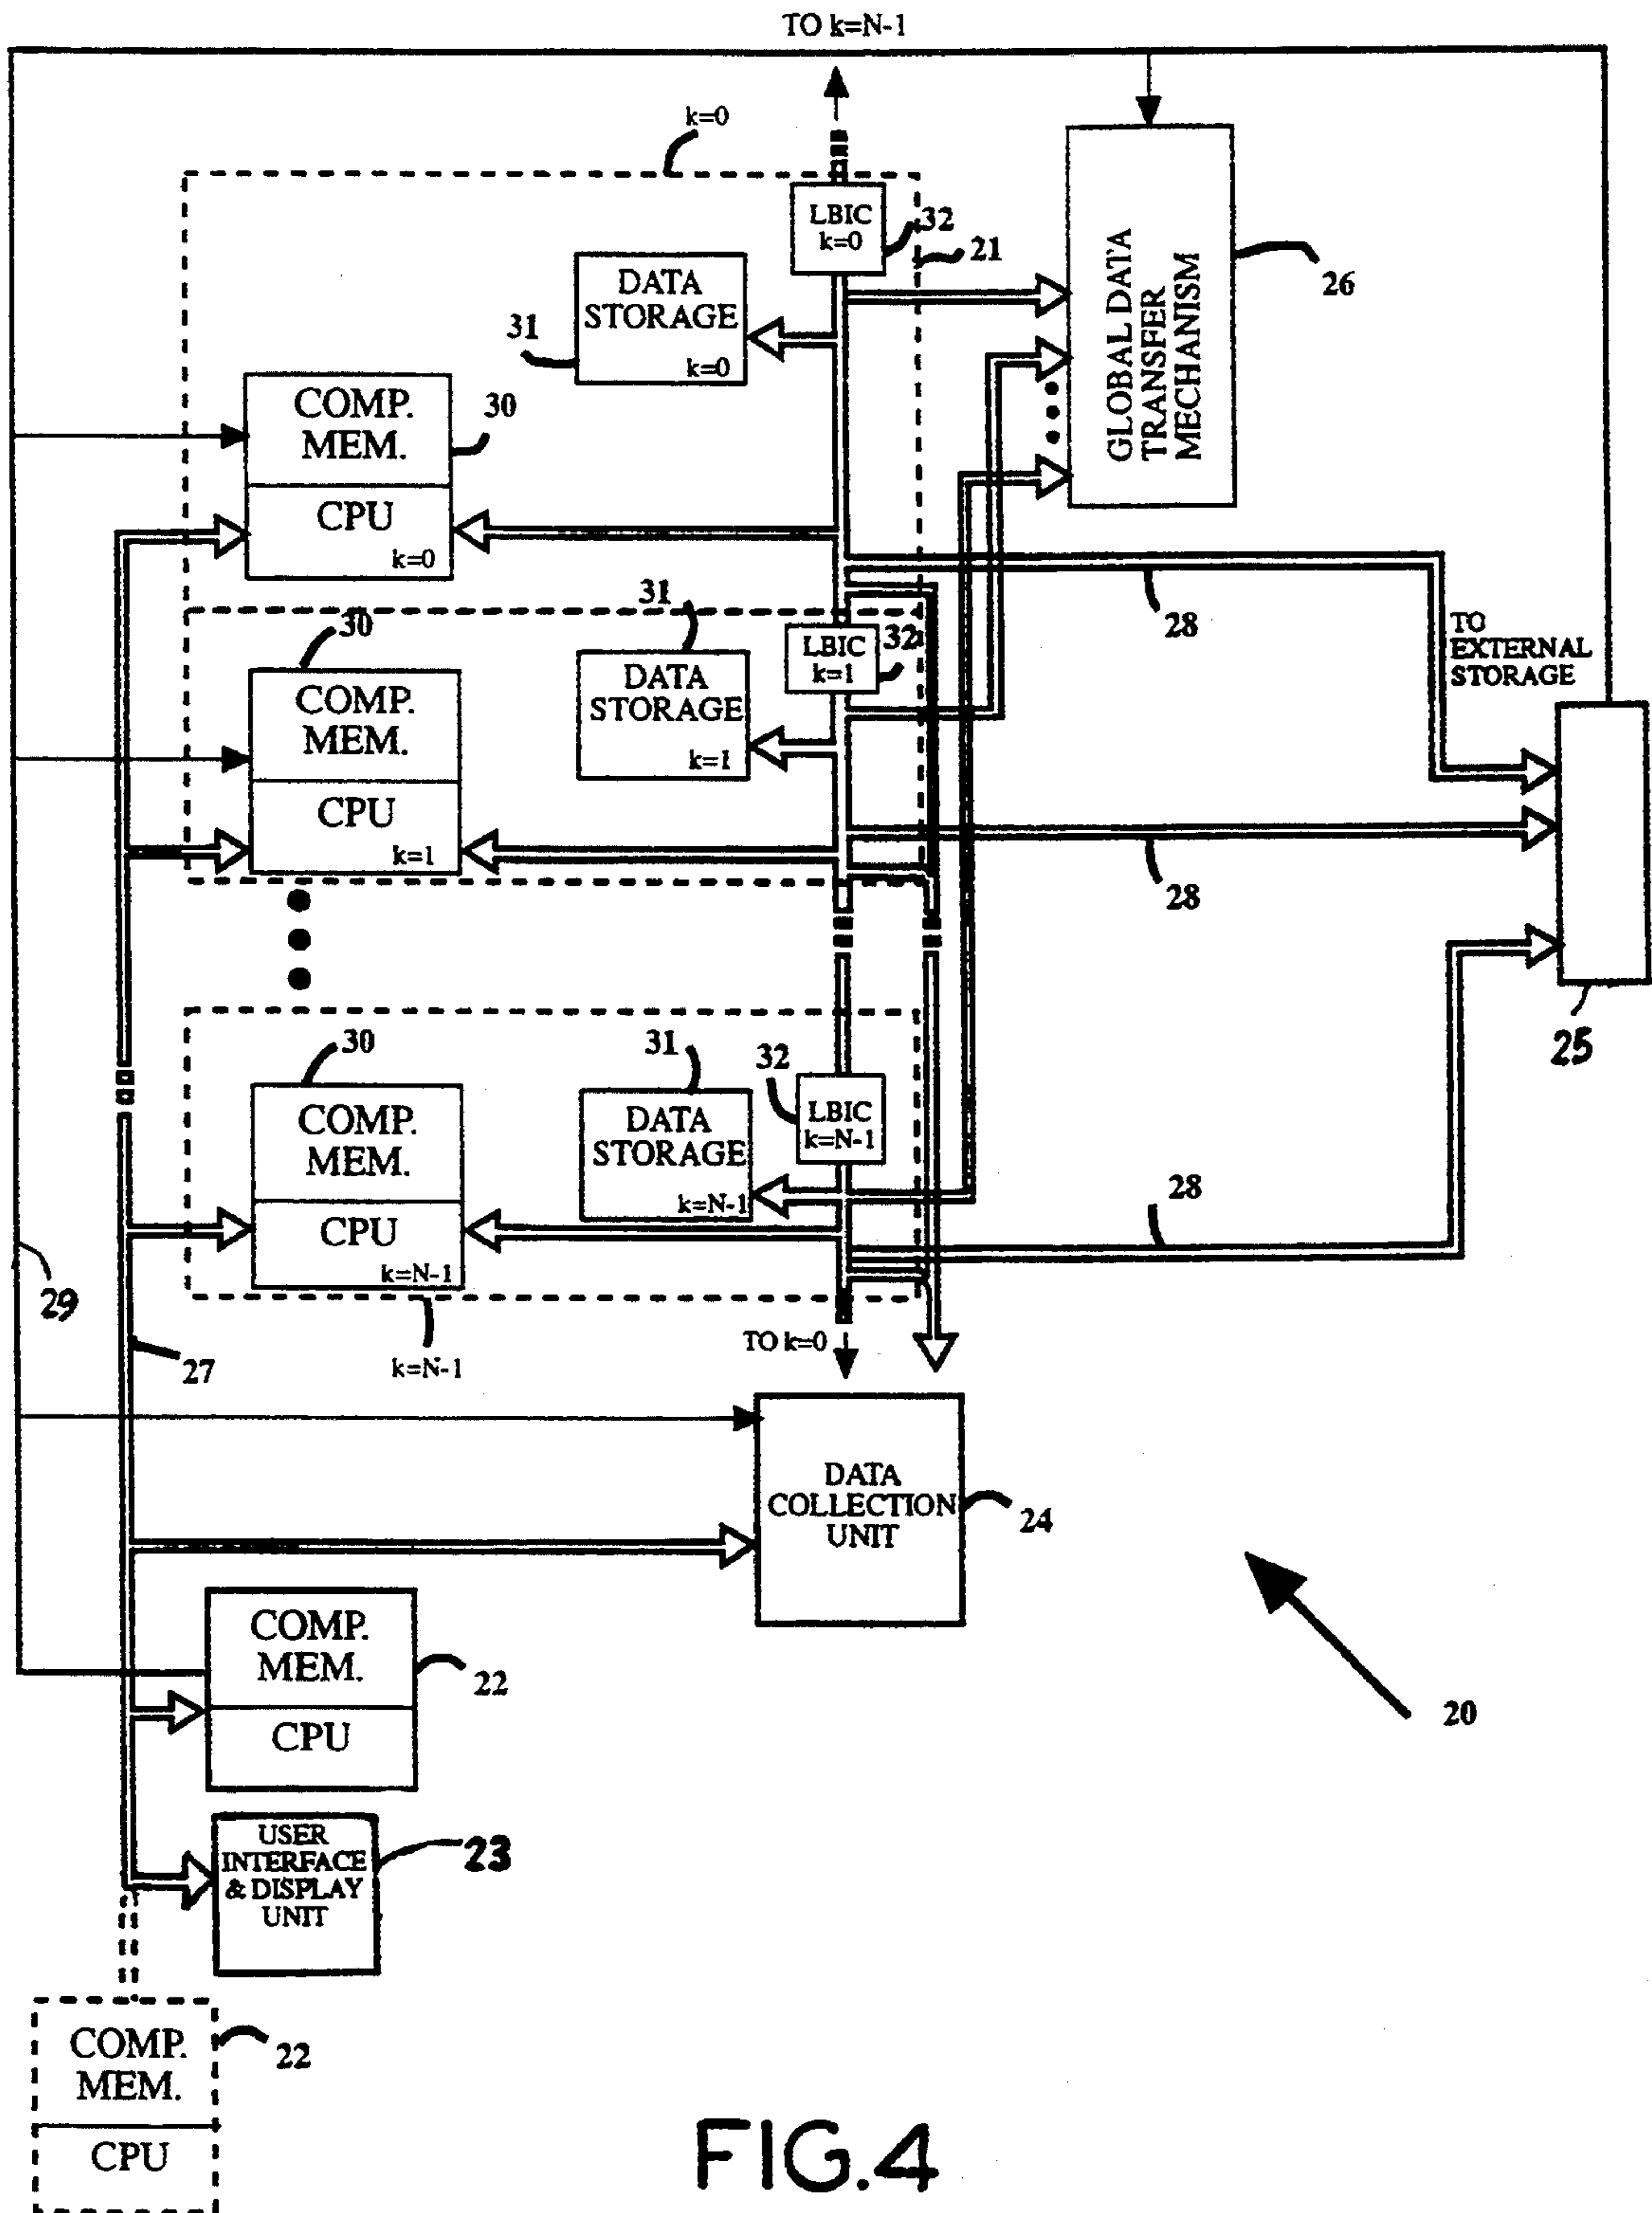 TO k=N-1
k=0
LBIC
k=0
32
21
DATA
STORAGE
k=0
31
GLOBAL DATA
TRANSFER
MECHANISM
26
COMP.
MEM.
30
CPU
k=0
28
31
30
LBIC
k=1
32
TO
EXTERNAL
STORAGE
DATA
STORAGE
k=1
COMP.
MEM.
CPU
k=1
28
25
30
31
32
COMP.
MEM.
DATA
STORAGE
k=N-1
LBIC
k=N-1
28
CPU
k=N-1
29
27
k=N-1
TO k=0
DATA
COLLECTION
UNIT
24
COMP.
MEM.
22
CPU
20
USER
INTERFACE
& DISPLAY
UNIT
23
COMP.
MEM.
22
CPU
FIG.4